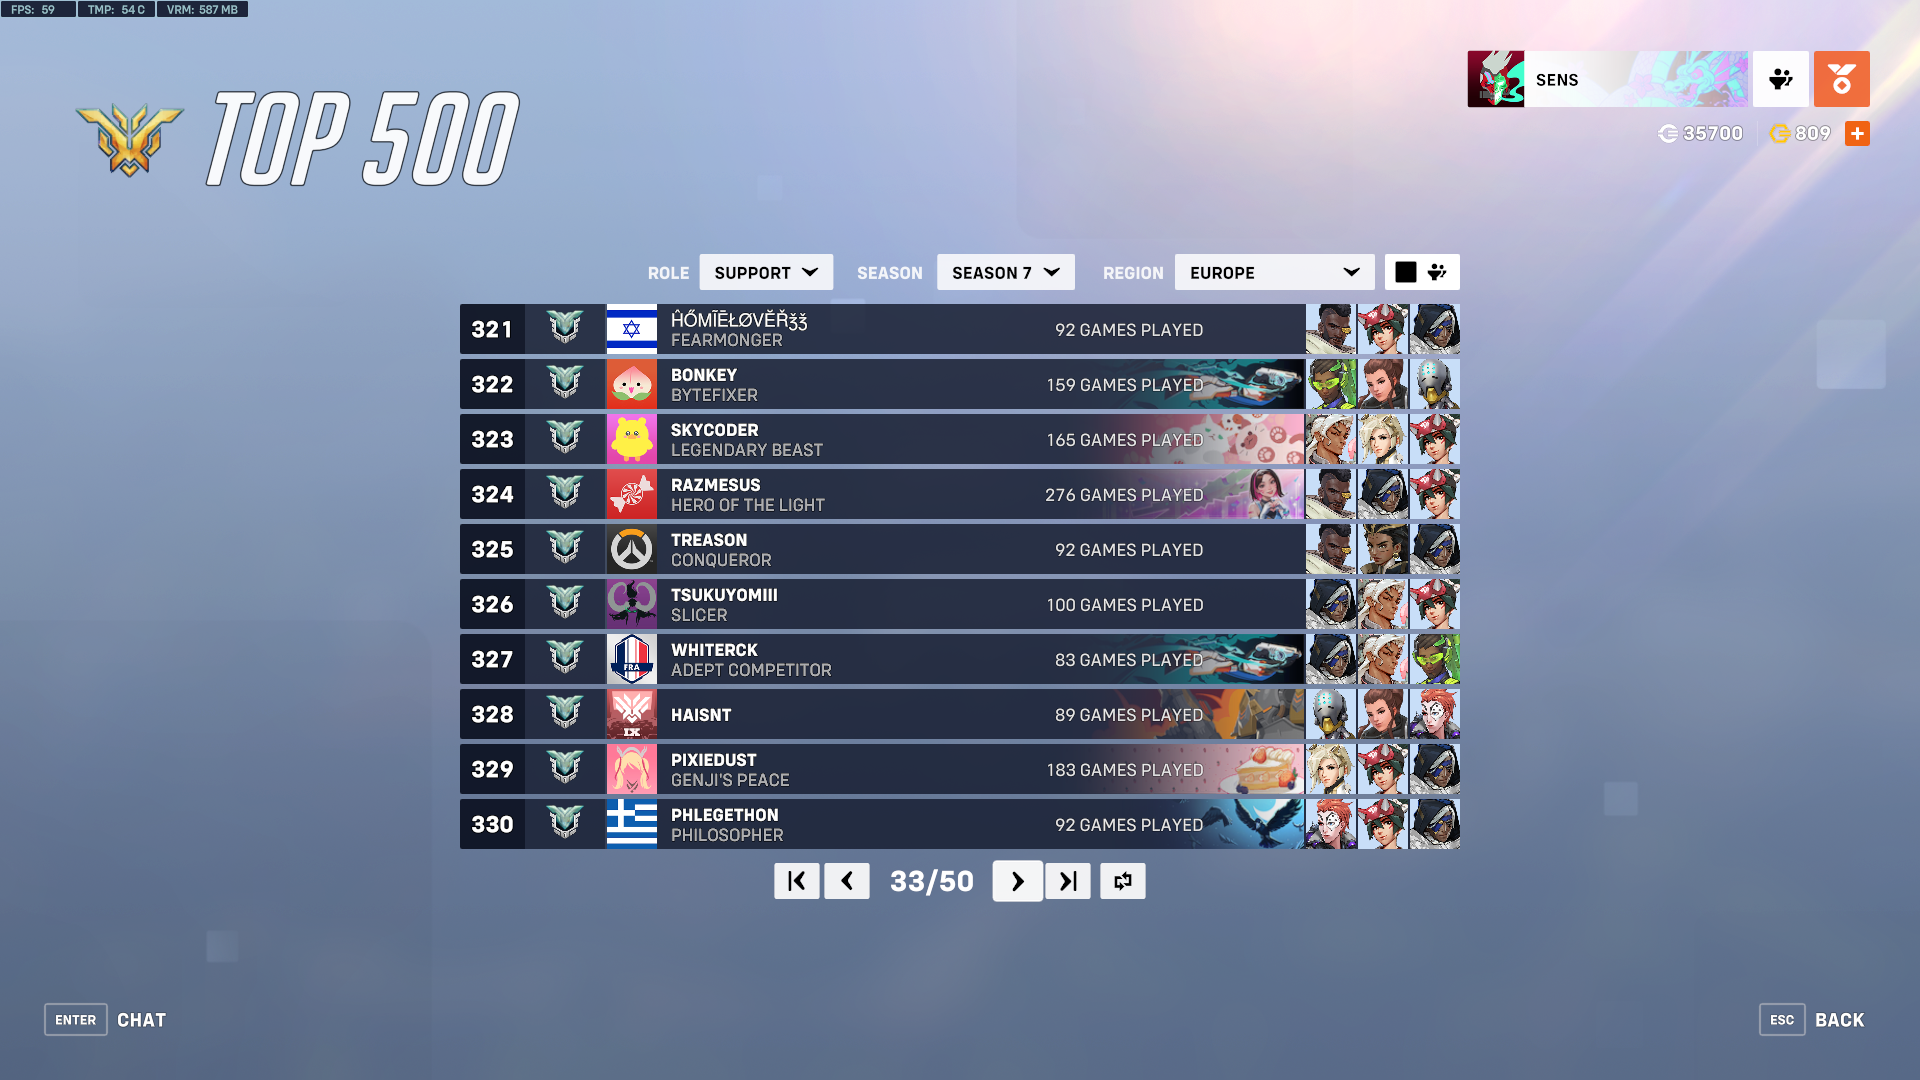 FPS: 59 TMP: 54 C VRM: 587 MB
TOP 500
SENS
35700 809
ROLE SUPPORT SEASON SEASON 7 REGION EUROPE
321 ĤŐMĪĒŁØVĔŘƺƺ 92 GAMES PLAYED
FEARMONGER
322 BONKEY 159 GAMES PLAYED
BYTEFIXER
323 SKYCODER 165 GAMES PLAYED
LEGENDARY BEAST
324 RAZMESUS 276 GAMES PLAYED
HERO OF THE LIGHT
325 TREASON 92 GAMES PLAYED
CONQUEROR
326 TSUKUYOMIII 100 GAMES PLAYED
SLICER
327 FRA WHITERCK 83 GAMES PLAYED
ADEPT COMPETITOR
328 IX HAISNT 89 GAMES PLAYED
329 PIXIEDUST 183 GAMES PLAYED
GENJI'S PEACE
330 PHLEGETHON 92 GAMES PLAYED
PHILOSOPHER
33/50
ENTER CHAT
ESC BACK